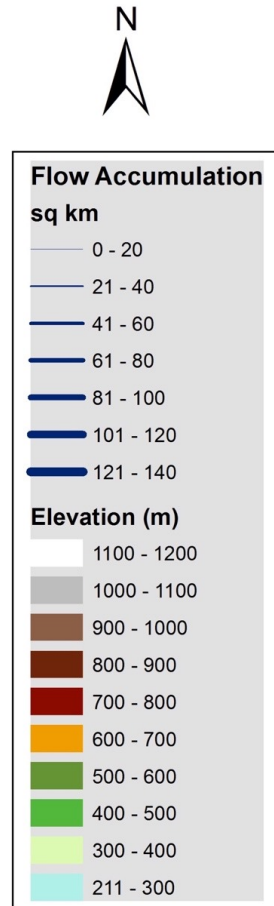 N
Flow Accumulation
sq km
0 - 20
21 - 40
41 - 60
61 - 80
81 - 100
101 - 120
121 - 140
Elevation (m)
1100 - 1200
1000 - 1100
900 - 1000
800 - 900
700 - 800
600 - 700
500 - 600
400 - 500
300 - 400
211 - 300